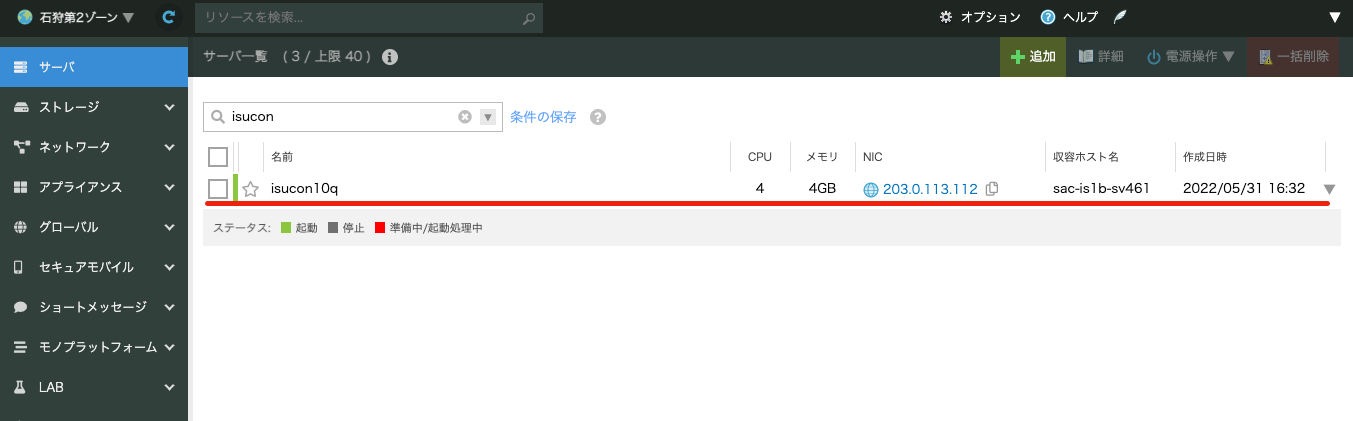 石狩第2ゾーン リソースを検索... オプション ヘルプ
サーバ一覧 ( 3 / 上限 40 ) 追加 詳細 電源操作 一括削除
サーバ
ストレージ
ネットワーク
アプライアンス
グローバル
セキュアモバイル
ショートメッセージ
モノプラットフォーム
LAB
isucon 条件の保存
名前 CPU メモリ NIC 収容ホスト名 作成日時
isucon10q 4 4GB 203.0.113.112 sac-is1b-sv461 2022/05/31 16:32
ステータス: 起動 停止 準備中/起動処理中